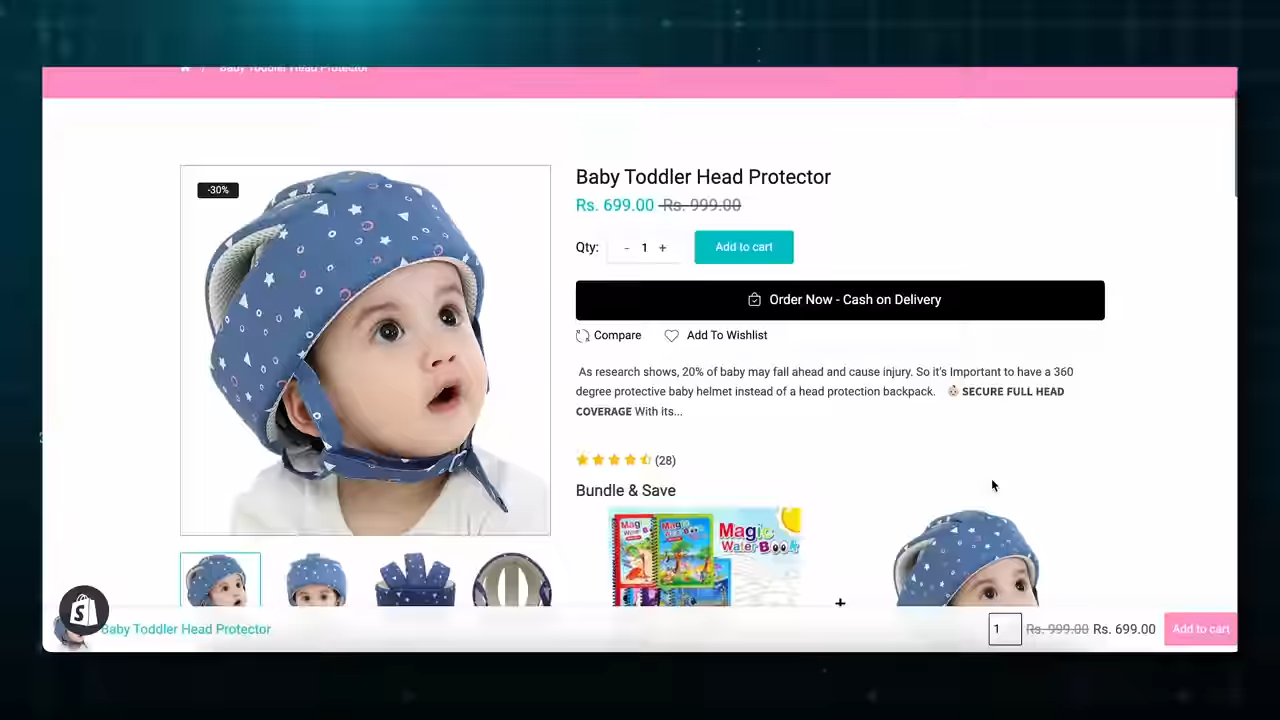 Baby Toddler Head Protector
-30%
Baby Toddler Head Protector
Rs. 699.00 Rs. 999.00
Qty: - 1 + Add to cart
Order Now - Cash on Delivery
Compare Add To Wishlist
As research shows, 20% of baby may fall ahead and cause injury. So it's Important to have a 360
degree protective baby helmet instead of a head protection backpack. 👶🏻 SECURE FULL HEAD
COVERAGE With its...
(28)
Bundle & Save
Magic
Water BOOK
+
Baby Toddler Head Protector
1 Rs. 999.00 Rs. 699.00 Add to cart